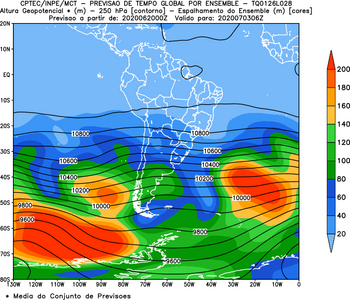 CPTEC/INPE/MCT - PREVISAO DE TEMPO GLOBAL POR ENSEMBLE - TQ0126L028
Altura Geopotencial * (m) - 250 hPa [contorno] - Espalhamento do Ensemble (m) [cores]
Previsao a partir de: 2020062000Z Valido para: 2020070306Z
20N
10N
EQ
10S
20S
30S
40S
50S
60S
70S
80S
10800
10800
10600
10400
10400
10200
10200
10000
10000
9800
9600
9600
200
180
160
140
120
100
80
60
40
20
130W 120W 110W 100W 90W 80W 70W 60W 50W 40W 30W 20W 10W 0
* Media do Conjunto de Previsoes